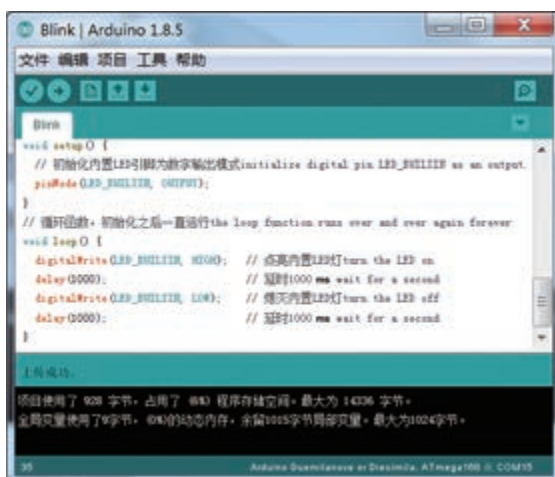 Blink | Arduino 1.8.5
文件 编辑 项目 工具 帮助
Blink
void setup() {
// 初始化内置LED引脚为数字输出模式initialize digital pin LED_BUILTIN as an output.
pinMode(LED_BUILTIN, OUTPUT);
}
// 循环函数，初始化之后一直运行the loop function runs over and over again forever
void loop() {
digitalWrite(LED_BUILTIN, HIGH); // 点亮内置LED灯turn the LED on
delay(1000); // 延时1000 ms wait for a second
digitalWrite(LED_BUILTIN, LOW); // 熄灭内置LED灯turn the LED off
delay(1000); // 延时1000 ms wait for a second
}
上传成功。
项目使用了 928 字节，占用了 (6%) 程序存储空间。最大为 14336 字节。
全局变量使用了9字节，(0%)的动态内存，余留1015字节局部变量。最大为1024字节。
Arduino Duemilanove or Diecimila, ATmega168 在 COM15